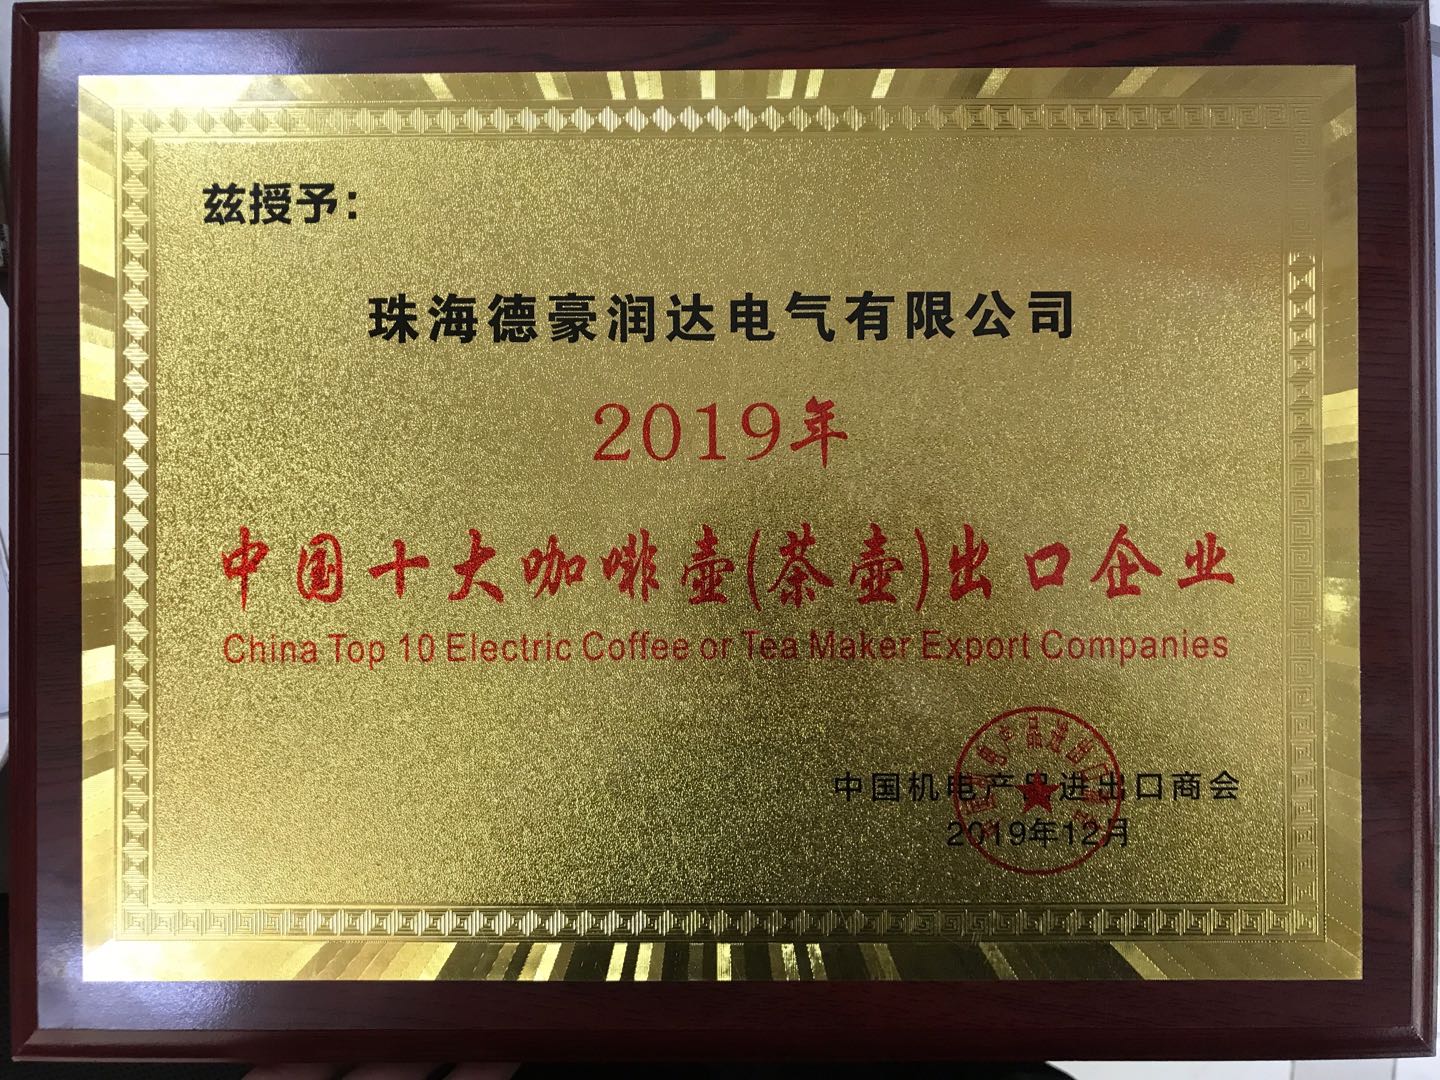 兹授予：
珠海德豪润达电气有限公司
2019年
中国十大咖啡壶(茶壶)出口企业
China Top 10 Electric Coffee or Tea Maker Export Companies
中国机电产品进出口商会
2019年12月